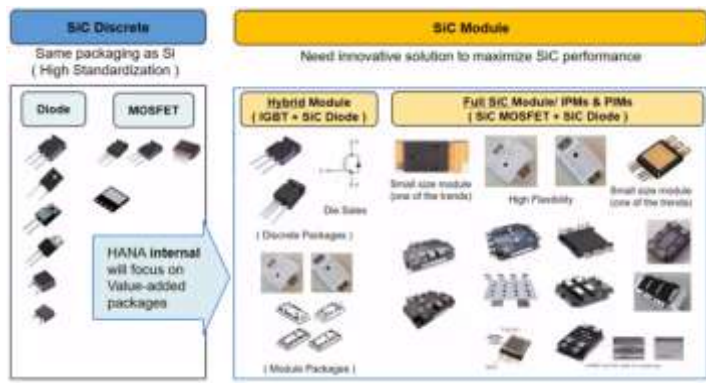 SiC Discrete
Same packaging as Si
( High Standardization )
Diode
MOSFET
HANA internal
will focus on
Value-added
packages
SiC Module
Need innovative solution to maximize SiC performance
Hybrid Module
( IGBT + SiC Diode )
Die Sales
( Discrete Packages )
( Module Packages )
Full SiC Module/ IPMs & PIMs
( SiC MOSFET + SiC Diode )
Small size module
(one of the trends)
High Flexibility
Small size module
(one of the trends)